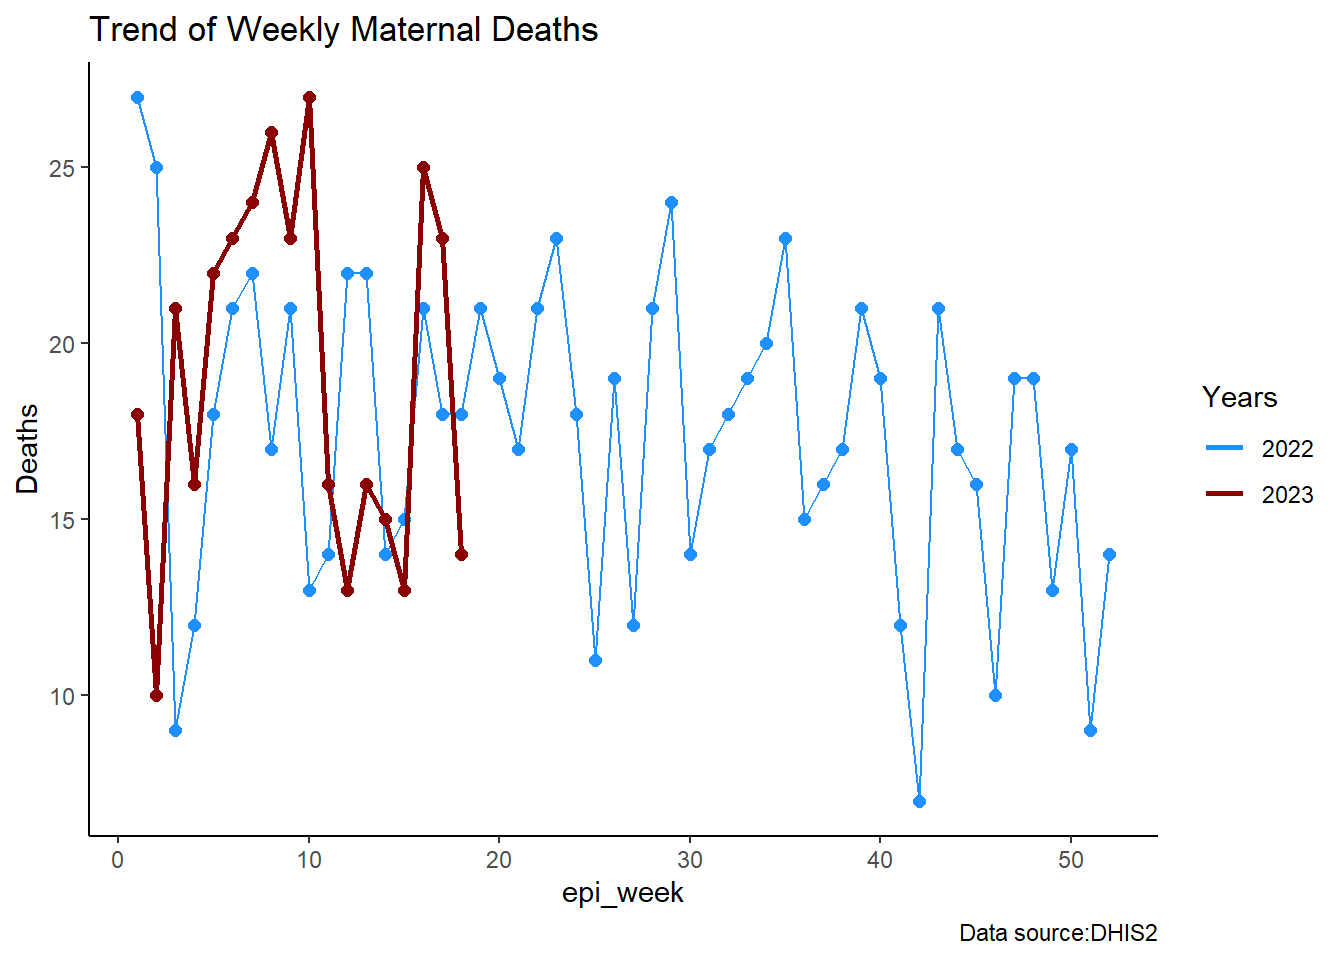 Trend of Weekly Maternal Deaths
25
20
15
10
Deaths
0 10 20 30 40 50
epi_week
Years
2022
2023
Data source:DHIS2